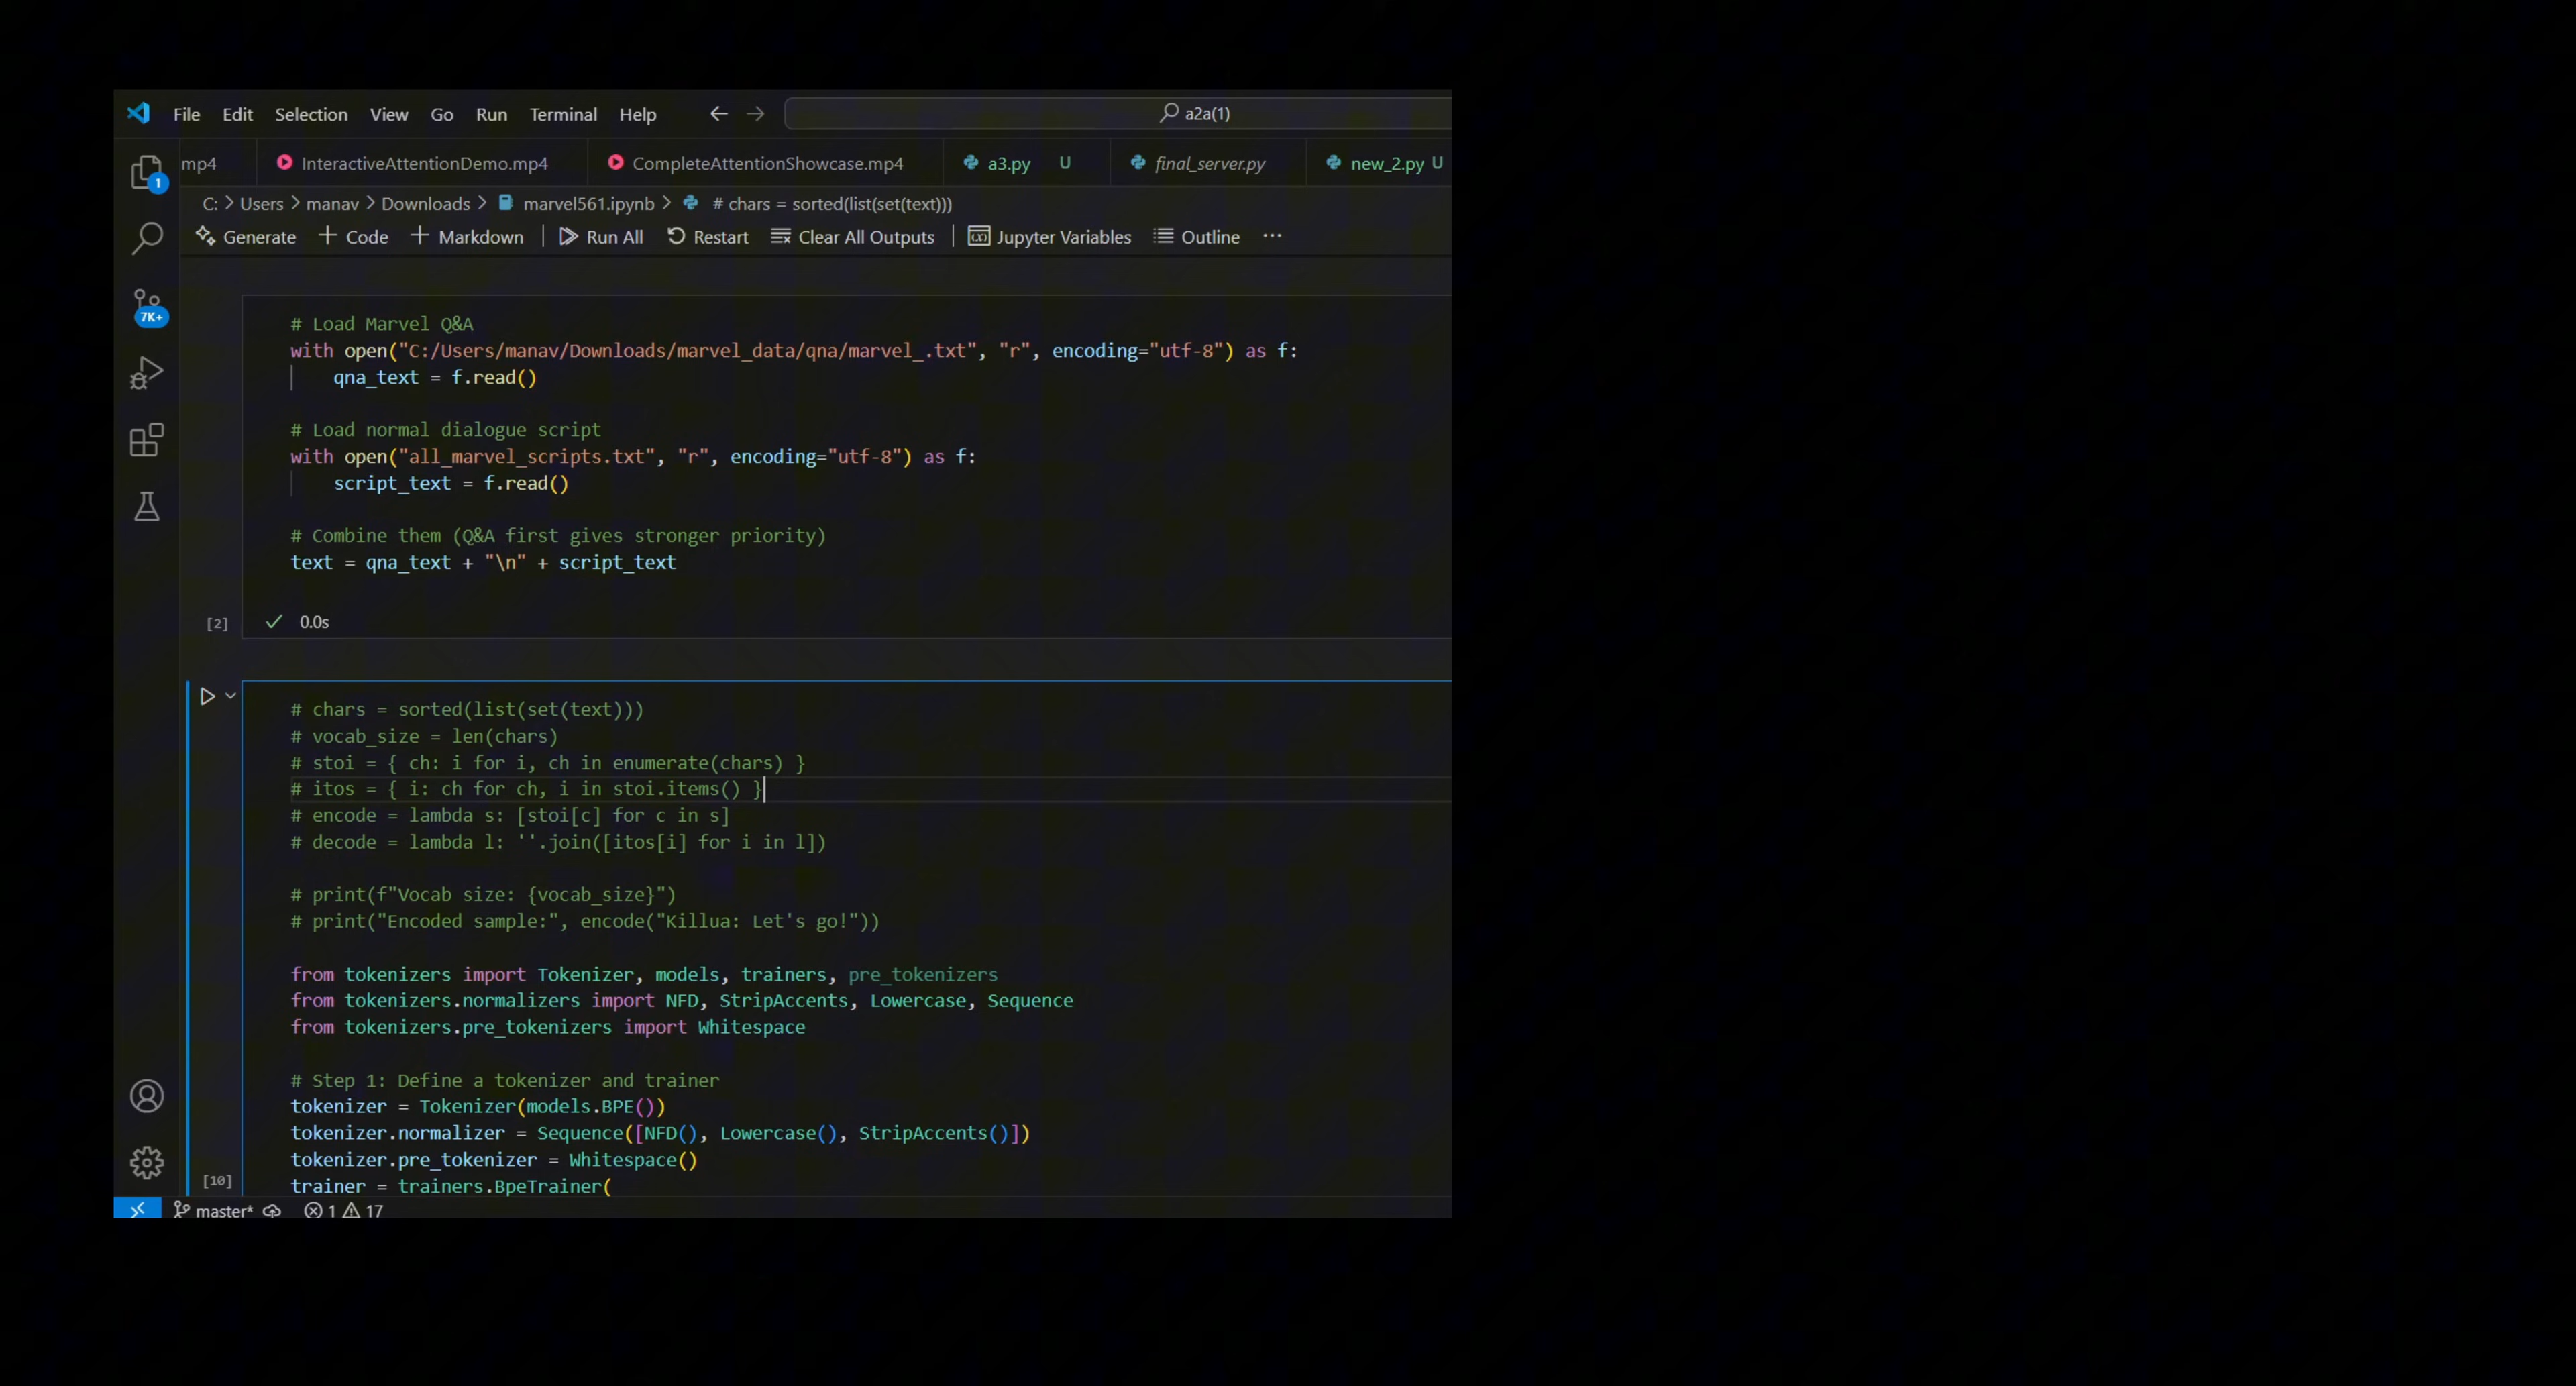 File Edit Selection View Go Run Terminal Help a2a(1)
mp4 InteractiveAttentionDemo.mp4 CompleteAttentionShowcase.mp4 a3.py U final_server.py new_2.py U
1
C: > Users > manav > Downloads > marvel561.ipynb > # chars = sorted(list(set(text)))
Generate + Code + Markdown Run All Restart Clear All Outputs Jupyter Variables Outline ...
7K+
# Load Marvel Q&A
with open("C:/Users/manav/Downloads/marvel_data/qna/marvel_.txt", "r", encoding="utf-8") as f:
    qna_text = f.read()
# Load normal dialogue script
with open("all_marvel_scripts.txt", "r", encoding="utf-8") as f:
    script_text = f.read()
# Combine them (Q&A first gives stronger priority)
text = qna_text + "\n" + script_text
[2] ✓ 0.0s
# chars = sorted(list(set(text)))
# vocab_size = len(chars)
# stoi = { ch: i for i, ch in enumerate(chars) }
# itos = { i: ch for ch, i in stoi.items() }
# encode = lambda s: [stoi[c] for c in s]
# decode = lambda l: ''.join([itos[i] for i in l])
# print(f"Vocab size: {vocab_size}")
# print("Encoded sample:", encode("Killua: Let's go!"))
from tokenizers import Tokenizer, models, trainers, pre_tokenizers
from tokenizers.normalizers import NFD, StripAccents, Lowercase, Sequence
from tokenizers.pre_tokenizers import Whitespace
# Step 1: Define a tokenizer and trainer
tokenizer = Tokenizer(models.BPE())
tokenizer.normalizer = Sequence([NFD(), Lowercase(), StripAccents()])
tokenizer.pre_tokenizer = Whitespace()
[10] trainer = trainers.BpeTrainer(
master* 1 17